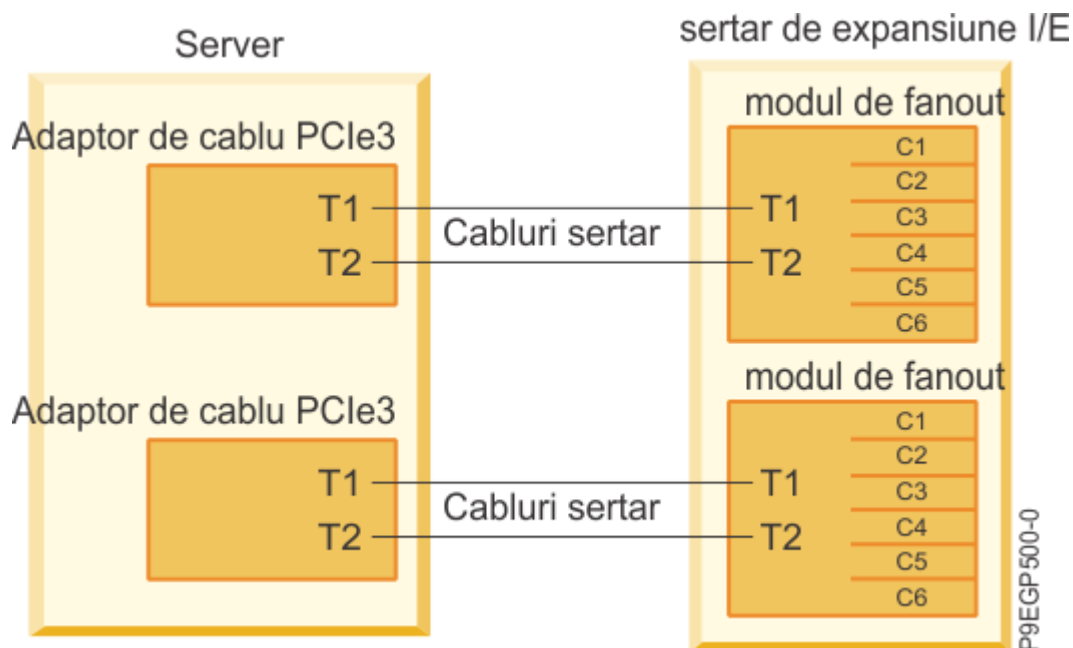 Server
sertar de expansiune I/E
Adaptor de cablu PCIe3
T1
T2
Cabluri sertar
modul de fanout
T1
T2
C1
C2
C3
C4
C5
C6
Adaptor de cablu PCIe3
T1
T2
Cabluri sertar
modul de fanout
T1
T2
C1
C2
C3
C4
C5
C6
P9EGP500-0